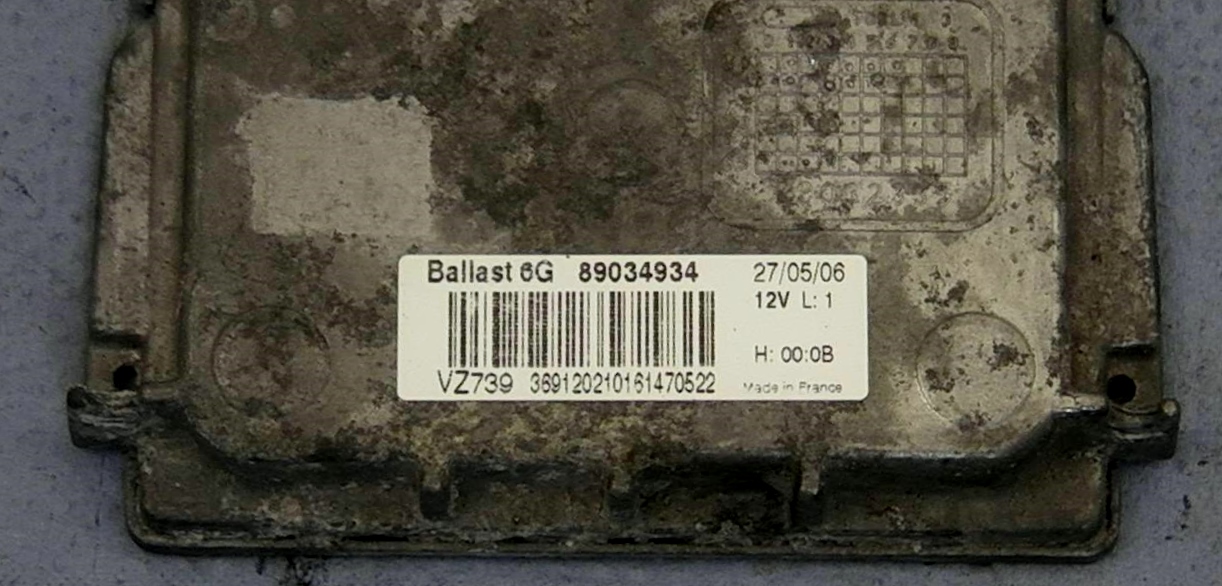 Ballast 6G 89034934 27/05/06
12V L: 1
H: 00:0B
VZ739 369120210161470522
Made in France